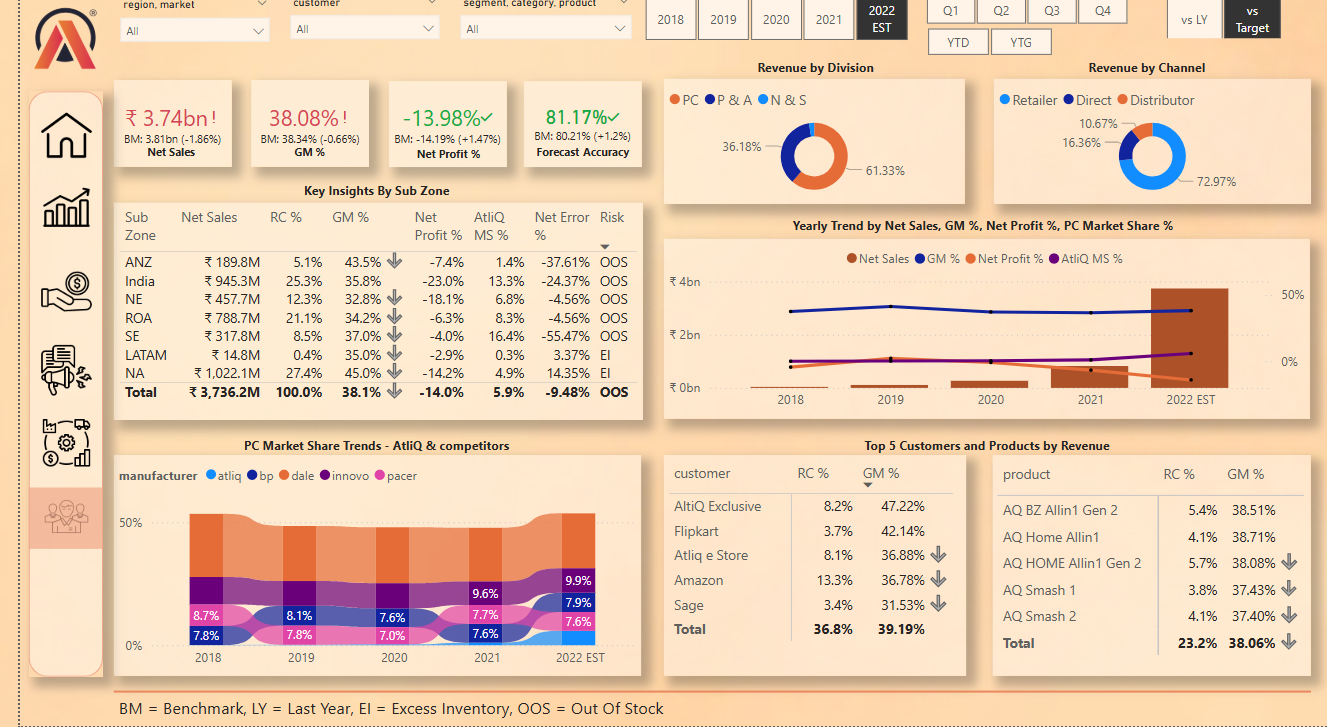 region, market
customer
segment, category, product
All
All
All
2018 2019 2020 2021 2022 EST
Q1 Q2 Q3 Q4
YTD YTG
vs LY
vs Target
®
₹ 3.74bn !
BM: 3.81bn (-1.86%)
Net Sales
38.08% !
BM: 38.34% (-0.66%)
GM %
-13.98%✓
BM: -14.19% (+1.47%)
Net Profit %
81.17%✓
BM: 80.21% (+1.2%)
Forecast Accuracy
Revenue by Division
PC P & A N & S
36.18%
61.33%
Revenue by Channel
Retailer Direct Distributor
10.67%
16.36%
72.97%
Key Insights By Sub Zone
Sub Zone Net Sales RC % GM % Net Profit % AtliQ MS % Net Error % Risk
ANZ ₹ 189.8M 5.1% 43.5% -7.4% 1.4% -37.61% OOS
India ₹ 945.3M 25.3% 35.8% -23.0% 13.3% -24.37% OOS
NE ₹ 457.7M 12.3% 32.8% -18.1% 6.8% -4.56% OOS
ROA ₹ 788.7M 21.1% 34.2% -6.3% 8.3% -4.56% OOS
SE ₹ 317.8M 8.5% 37.0% -4.0% 16.4% -55.47% OOS
LATAM ₹ 14.8M 0.4% 35.0% -2.9% 0.3% 3.37% EI
NA ₹ 1,022.1M 27.4% 45.0% -14.2% 4.9% 14.35% EI
Total ₹ 3,736.2M 100.0% 38.1% -14.0% 5.9% -9.48% OOS
Yearly Trend by Net Sales, GM %, Net Profit %, PC Market Share %
Net Sales GM % Net Profit % AtliQ MS %
₹ 4bn
₹ 2bn
₹ 0bn
50%
0%
2018 2019 2020 2021 2022 EST
PC Market Share Trends - AtliQ & competitors
manufacturer atliq bp dale innovo pacer
50%
0%
8.7%
7.8%
8.1%
7.8%
7.6%
7.0%
9.6%
7.7%
7.6%
9.9%
7.9%
7.6%
2018 2019 2020 2021 2022 EST
Top 5 Customers and Products by Revenue
customer RC % GM %
AltiQ Exclusive 8.2% 47.22%
Flipkart 3.7% 42.14%
Atliq e Store 8.1% 36.88%
Amazon 13.3% 36.78%
Sage 3.4% 31.53%
Total 36.8% 39.19%
product RC % GM %
AQ BZ Allin1 Gen 2 5.4% 38.51%
AQ Home Allin1 4.1% 38.71%
AQ HOME Allin1 Gen 2 5.7% 38.08%
AQ Smash 1 3.8% 37.43%
AQ Smash 2 4.1% 37.40%
Total 23.2% 38.06%
BM = Benchmark, LY = Last Year, EI = Excess Inventory, OOS = Out Of Stock